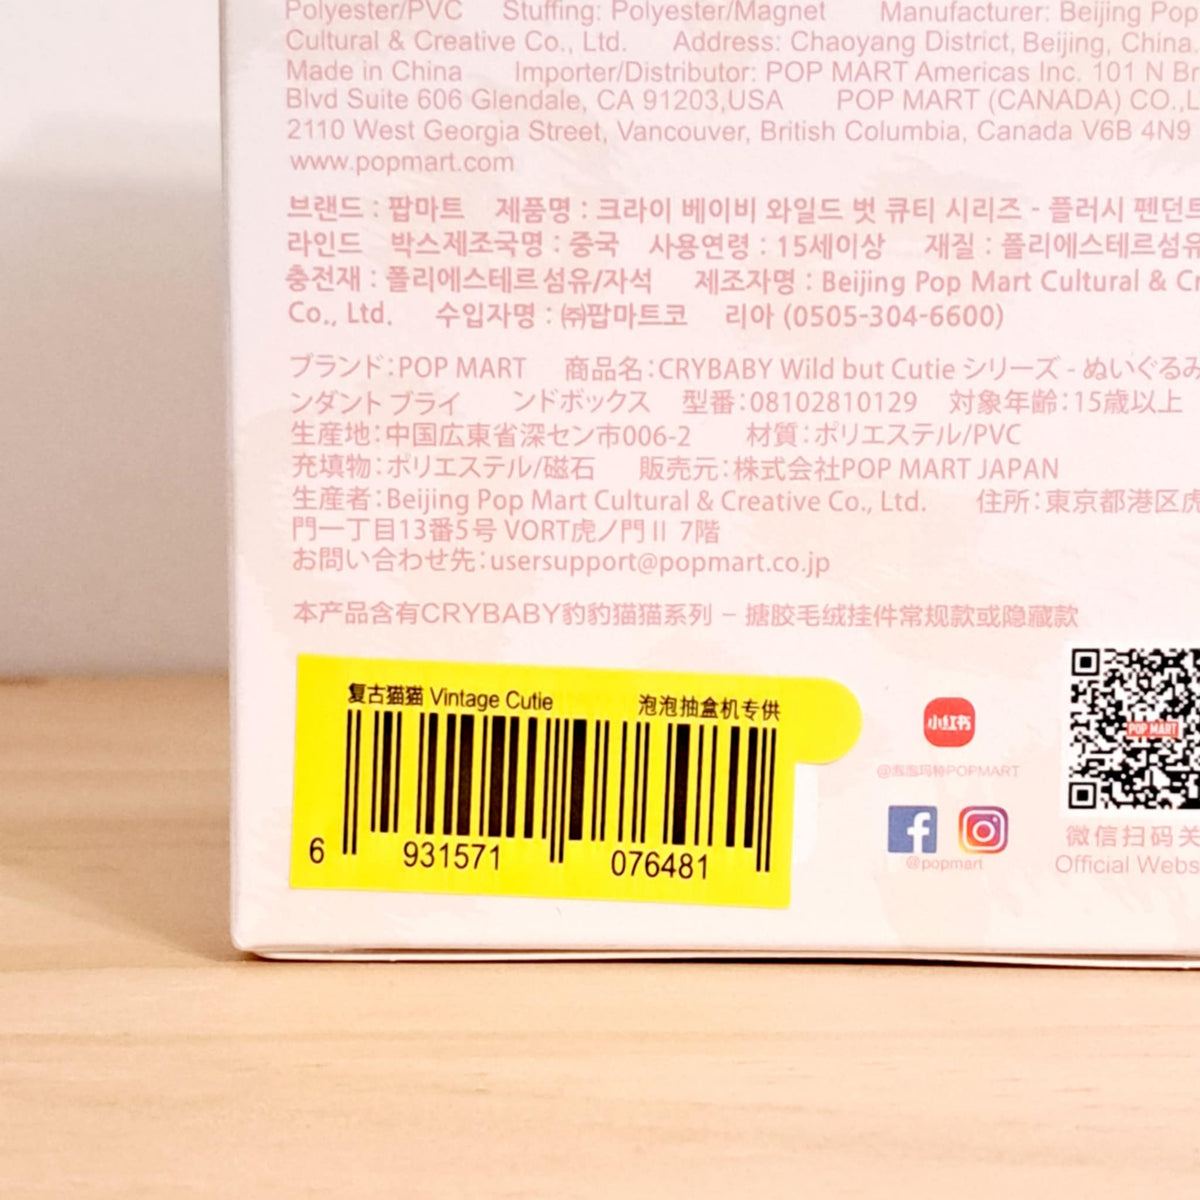 Polyester/PVC Stuffing: Polyester/Magnet Manufacturer: Beijing Pop
Cultural & Creative Co., Ltd. Address: Chaoyang District, Beijing, China.
Made in China Importer/Distributor: POP MART Americas Inc. 101 N Br
Blvd Suite 606 Glendale, CA 91203,USA POP MART (CANADA) CO.,L
2110 West Georgia Street, Vancouver, British Columbia, Canada V6B 4N9
www.popmart.com
브랜드 : 팝마트 제품명 : 크라이 베이비 와일드 벗 큐티 시리즈 - 플러시 펜던트
라인드 박스제조국명 : 중국 사용연령 : 15세이상 재질 : 폴리에스테르섬유
충전재 : 폴리에스테르섬유/자석 제조자명 : Beijing Pop Mart Cultural & Cr
Co., Ltd. 수입자명 : ㈜팝마트코 리아 (0505-304-6600)
ブランド:POP MART 商品名:CRYBABY Wild but Cutie シリーズ - ぬいぐるみ
ンダント ブライ ンドボックス 型番:08102810129 対象年齢:15歳以上
生産地:中国広東省深セン市006-2 材質:ポリエステル/PVC
充填物:ポリエステル/磁石 販売元:株式会社POP MART JAPAN
生産者:Beijing Pop Mart Cultural & Creative Co., Ltd. 住所:東京都港区虎
門一丁目13番5号 VORT虎ノ門Ⅱ 7階
お問い合わせ先:usersupport@popmart.co.jp
本产品含有CRYBABY豹豹猫猫系列 – 搪胶毛绒挂件常规款或隐藏款
复古猫猫 Vintage Cutie 泡泡抽盒机专供
6 931571 076481
小红书
@泡泡玛特POPMART
@popmart
POP MART
微信扫码关
Official Webs